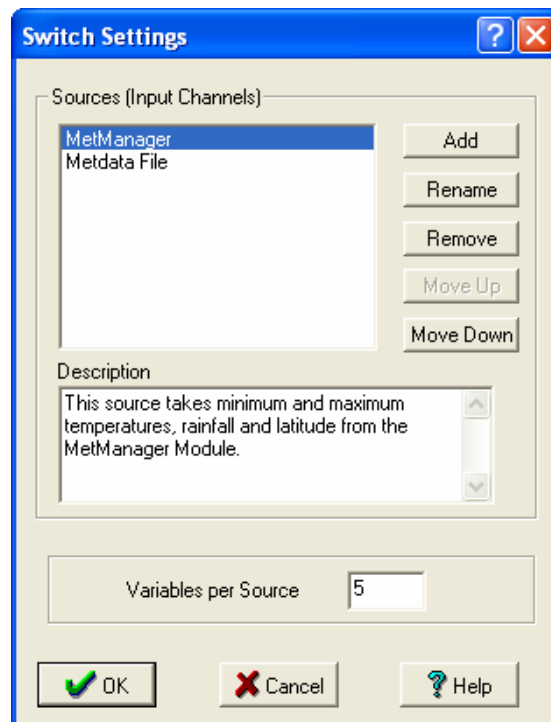 Switch Settings
Sources (Input Channels)
MetManager
Metdata File
Add
Rename
Remove
Move Up
Move Down
Description
This source takes minimum and maximum
temperatures, rainfall and latitude from the
MetManager Module.
Variables per Source
5
OK
Cancel
Help